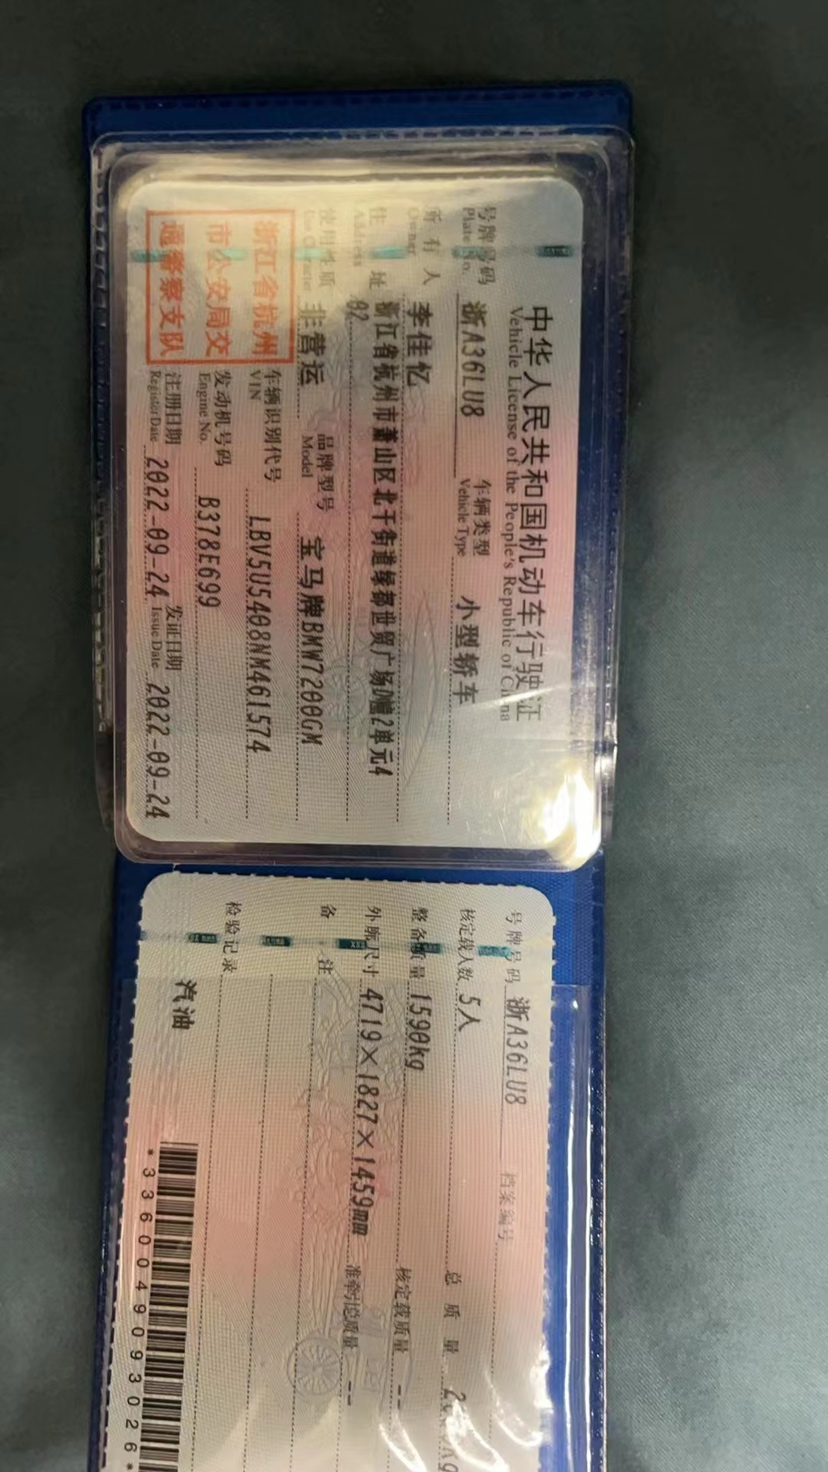 中华人民共和国机动车行驶证
Vehicle License of the People's Republic of China
号牌号码 浙A36LU8 车辆类型 小型轿车
Plate No. Vehicle Type
所有人 李佳忆
Owner
住址 浙江省杭州市萧山区北干街道绿都世贸广场D幢2单元4
Address
02
使用性质 非营运 品牌型号 宝马牌BMW7200GM
Use Character Model
浙江省杭州
市公安局交
通警察支队
车辆识别代号 LBV5U5408NM461574
VIN
发动机号码 B378E699
Engine No.
注册日期 2022-09-24 发证日期 2022-09-24
Register Date Issue Date
号牌号码 浙A36LU8 档案编号
核定载人数 5人 总质量
整备质量 1590kg 核定载质量 --
外廓尺寸 4719×1827×1459mm 准牵引总质量 --
备注
检验记录
汽油
*3360049093026*